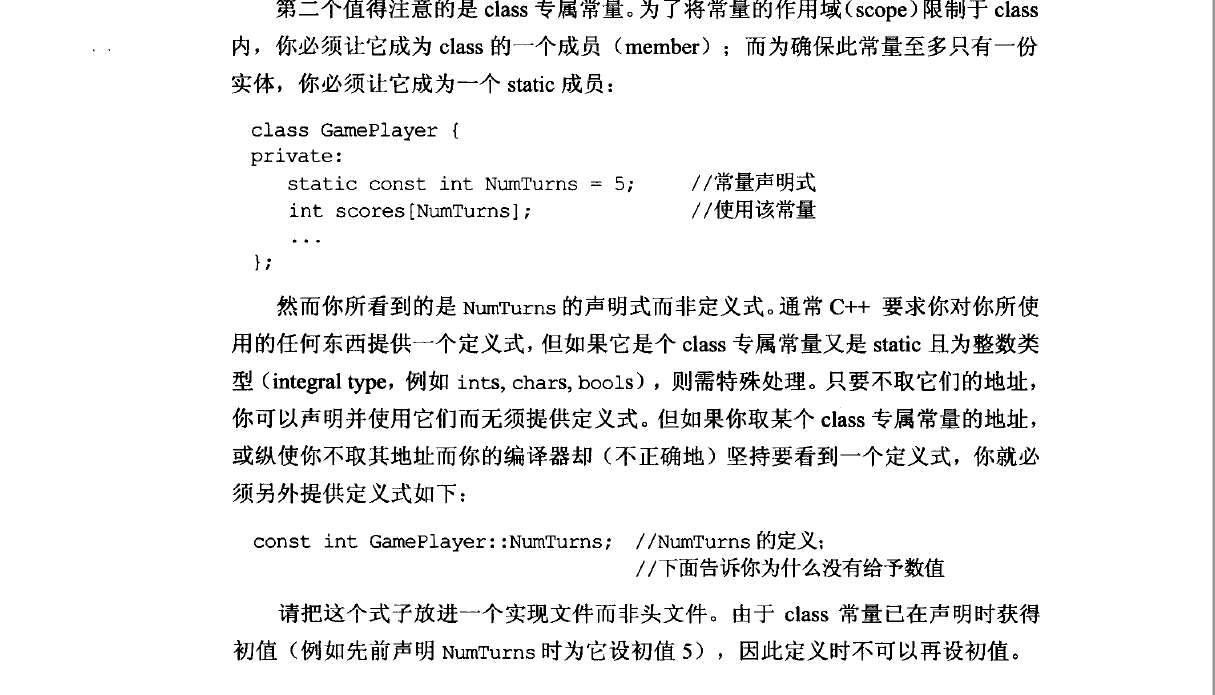 第二个值得注意的是 class 专属常量。为了将常量的作用域（scope）限制于 class
内，你必须让它成为 class 的一个成员（member）；而为确保此常量至多只有一份
实体，你必须让它成为一个 static 成员：
class GamePlayer {
private:
static const int NumTurns = 5; //常量声明式
int scores[NumTurns]; //使用该常量
...
};
然而你所看到的是 NumTurns 的声明式而非定义式。通常 C++ 要求你对你所使
用的任何东西提供一个定义式，但如果它是个 class 专属常量又是 static 且为整数类
型（integral type，例如 ints, chars, bools），则需特殊处理。只要不取它们的地址，
你可以声明并使用它们而无须提供定义式。但如果你取某个 class 专属常量的地址，
或纵使你不取其地址而你的编译器却（不正确地）坚持要看到一个定义式，你就必
须另外提供定义式如下：
const int GamePlayer::NumTurns; //NumTurns 的定义;
//下面告诉你为什么没有给予数值
请把这个式子放进一个实现文件而非头文件。由于 class 常量已在声明时获得
初值（例如先前声明 NumTurns 时为它设初值 5），因此定义时不可以再设初值。